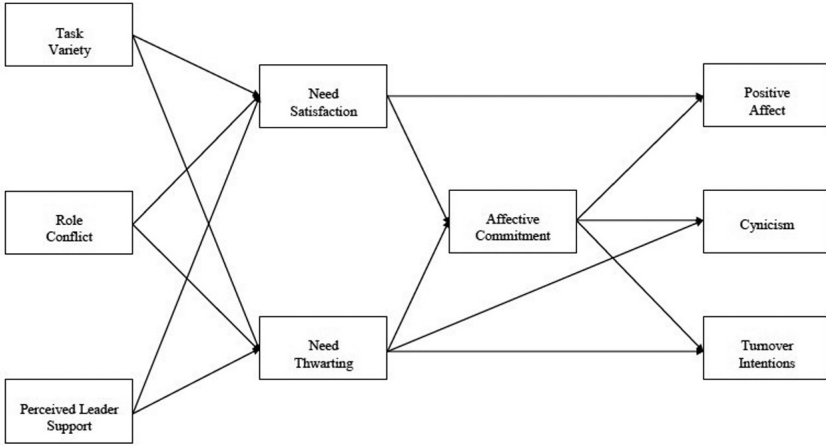 Task
Variety
Need
Satisfaction
Positive
Affect
Role
Conflict
Affective
Commitment
Cynicism
Need
Thwarting
Turnover
Intentions
Perceived Leader
Support